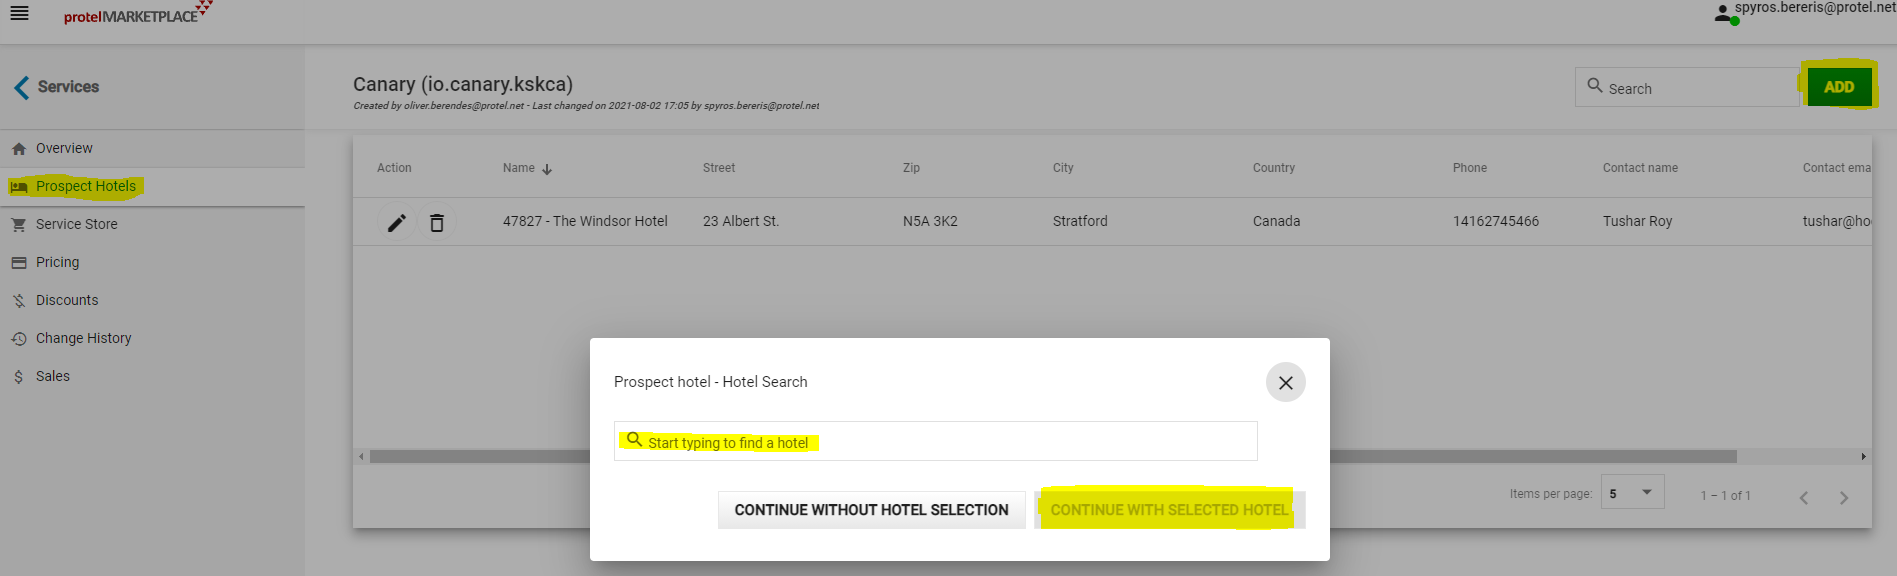 protelMARKETPLACE
spyros.bereris@protel.net
Services
Canary (io.canary.kskca)
Created by oliver.berendes@protel.net - Last changed on 2021-08-02 17:05 by spyros.bereris@protel.net
Search
ADD
Overview
Prospect Hotels
Service Store
Pricing
Discounts
Change History
Sales
Action Name Street Zip City Country Phone Contact name Contact ema
47827 - The Windsor Hotel 23 Albert St. N5A 3K2 Stratford Canada 14162745466 Tushar Roy tushar@ho
Prospect hotel - Hotel Search
Start typing to find a hotel
CONTINUE WITHOUT HOTEL SELECTION CONTINUE WITH SELECTED HOTEL
Items per page: 5 1 – 1 of 1